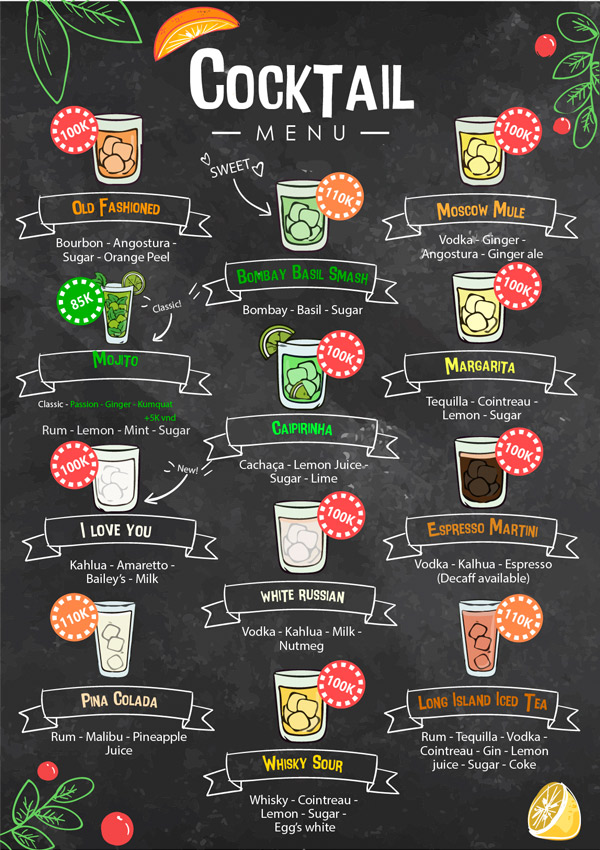 COCKTAIL
MENU
100K
OLD FASHIONED
Bourbon - Angostura -
Sugar - Orange Peel
SWEET
110K
BOMBAY BASIL SMASH
Bombay - Basil - Sugar
100K
MOSCOW MULE
Vodka - Ginger -
Angostura - Ginger ale
85K
Classic!
MOJITO
Classic - Passion - Ginger - Kumquat
+5K vnd
Rum - Lemon - Mint - Sugar
100K
CAIPIRINHA
Cachaça - Lemon Juice -
Sugar - Lime
100K
MARGARITA
Tequilla - Cointreau -
Lemon - Sugar
100K
New!
I LOVE YOU
Kahlua - Amaretto -
Bailey's - Milk
100K
WHITE RUSSIAN
Vodka - Kahlua - Milk -
Nutmeg
100K
ESPRESSO MARTINI
Vodka - Kalhua - Espresso
(Decaff available)
110K
PINA COLADA
Rum - Malibu - Pineapple
Juice
100K
WHISKY SOUR
Whisky - Cointreau -
Lemon - Sugar -
Egg's white
110K
LONG ISLAND ICED TEA
Rum - Tequilla - Vodka -
Cointreau - Gin - Lemon
juice - Sugar - Coke